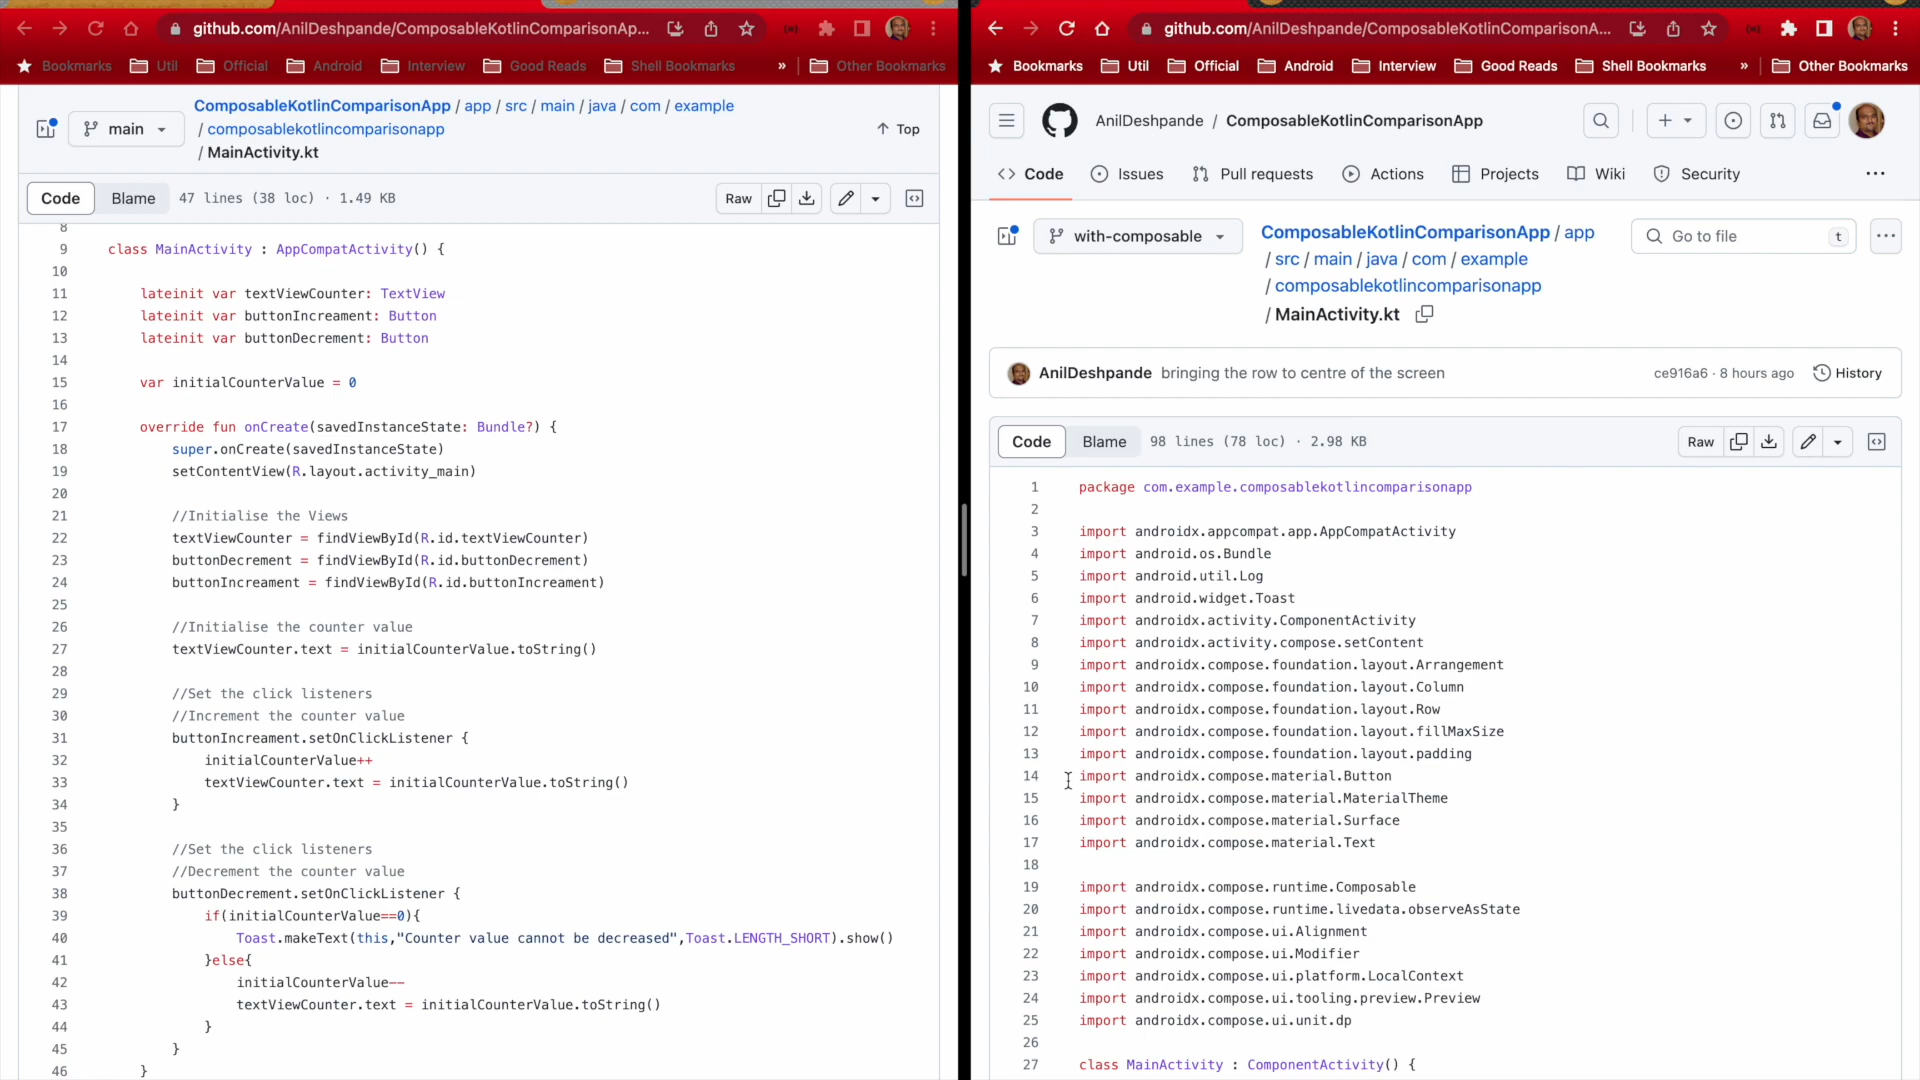 github.com/AnilDeshpande/ComposableKotlinComparisonAp...
Bookmarks Util Official Android Interview Good Reads Shell Bookmarks » Other Bookmarks
ComposableKotlinComparisonApp / app / src / main / java / com / example
main / composablekotlincomparisonapp Top
/ MainActivity.kt
Code Blame 47 lines (38 loc) · 1.49 KB Raw
8
9 class MainActivity : AppCompatActivity() {
10
11 lateinit var textViewCounter: TextView
12 lateinit var buttonIncreament: Button
13 lateinit var buttonDecrement: Button
14
15 var initialCounterValue = 0
16
17 override fun onCreate(savedInstanceState: Bundle?) {
18 super.onCreate(savedInstanceState)
19 setContentView(R.layout.activity_main)
20
21 //Initialise the Views
22 textViewCounter = findViewById(R.id.textViewCounter)
23 buttonDecrement = findViewById(R.id.buttonDecrement)
24 buttonIncreament = findViewById(R.id.buttonIncreament)
25
26 //Initialise the counter value
27 textViewCounter.text = initialCounterValue.toString()
28
29 //Set the click listeners
30 //Increment the counter value
31 buttonIncreament.setOnClickListener {
32 initialCounterValue++
33 textViewCounter.text = initialCounterValue.toString()
34 }
35
36 //Set the click listeners
37 //Decrement the counter value
38 buttonDecrement.setOnClickListener {
39 if(initialCounterValue==0){
40 Toast.makeText(this,"Counter value cannot be decreased",Toast.LENGTH_SHORT).show()
41 }else{
42 initialCounterValue--
43 textViewCounter.text = initialCounterValue.toString()
44 }
45 }
46 }
github.com/AnilDeshpande/ComposableKotlinComparisonA...
Bookmarks Util Official Android Interview Good Reads Shell Bookmarks » Other Bookmarks
AnilDeshpande / ComposableKotlinComparisonApp
Code Issues Pull requests Actions Projects Wiki Security
with-composable ComposableKotlinComparisonApp / app Go to file t
/ src / main / java / com / example
/ composablekotlincomparisonapp
/ MainActivity.kt
AnilDeshpande bringing the row to centre of the screen ce916a6 · 8 hours ago History
Code Blame 98 lines (78 loc) · 2.98 KB Raw
1 package com.example.composablekotlincomparisonapp
2
3 import androidx.appcompat.app.AppCompatActivity
4 import android.os.Bundle
5 import android.util.Log
6 import android.widget.Toast
7 import androidx.activity.ComponentActivity
8 import androidx.activity.compose.setContent
9 import androidx.compose.foundation.layout.Arrangement
10 import androidx.compose.foundation.layout.Column
11 import androidx.compose.foundation.layout.Row
12 import androidx.compose.foundation.layout.fillMaxSize
13 import androidx.compose.foundation.layout.padding
14 import androidx.compose.material.Button
15 import androidx.compose.material.MaterialTheme
16 import androidx.compose.material.Surface
17 import androidx.compose.material.Text
18
19 import androidx.compose.runtime.Composable
20 import androidx.compose.runtime.livedata.observeAsState
21 import androidx.compose.ui.Alignment
22 import androidx.compose.ui.Modifier
23 import androidx.compose.ui.platform.LocalContext
24 import androidx.compose.ui.tooling.preview.Preview
25 import androidx.compose.ui.unit.dp
26
27 class MainActivity : ComponentActivity() {